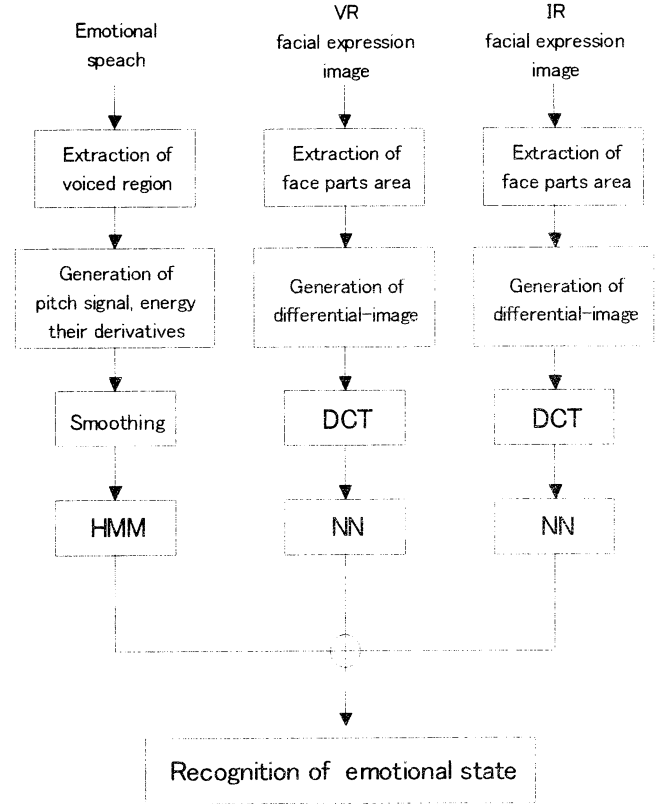 Emotional
speach
VR
facial expression
image
IR
facial expression
image
Extraction of
voiced region
Extraction of
face parts area
Extraction of
face parts area
Generation of
pitch signal, energy
their derivatives
Generation of
differential-image
Generation of
differential-image
Smoothing
DCT
DCT
HMM
NN
NN
Recognition of emotional state